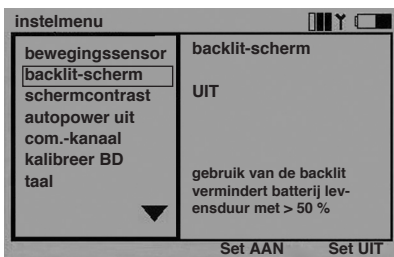 instelmenu
bewegingssensor
backlit-scherm
schermcontrast
autopower uit
com.-kanaal
kalibreer BD
taal
backlit-scherm
UIT
gebruik van de backlit
vermindert batterij lev-
ensduur met > 50 %
Set AAN Set UIT